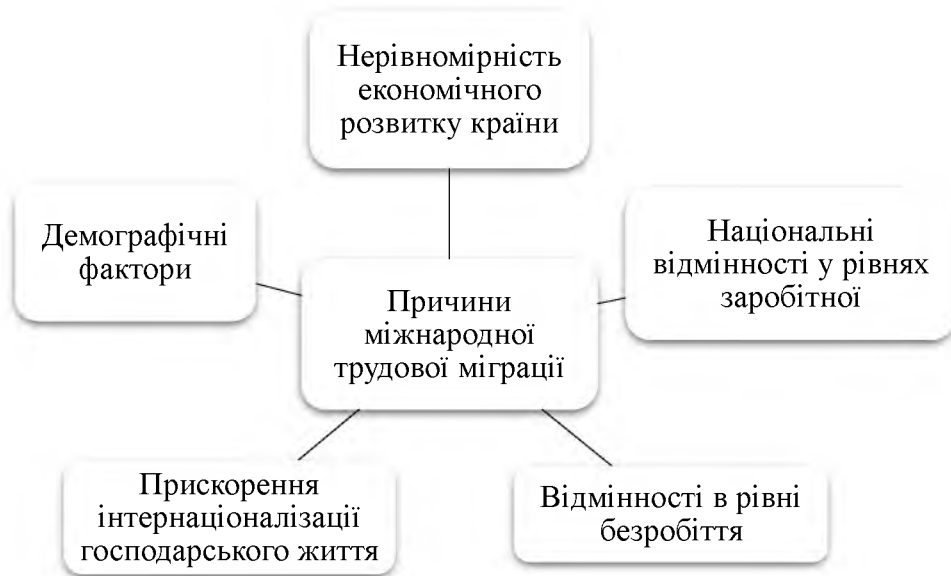 Нерівномірність
економічного
розвитку країни
Демографічні
фактори
Національні
відмінності у рівнях
заробітної
Причини
міжнародної
трудової міграції
Прискорення
інтернаціоналізації
господарського життя
Відмінності в рівні
безробіття